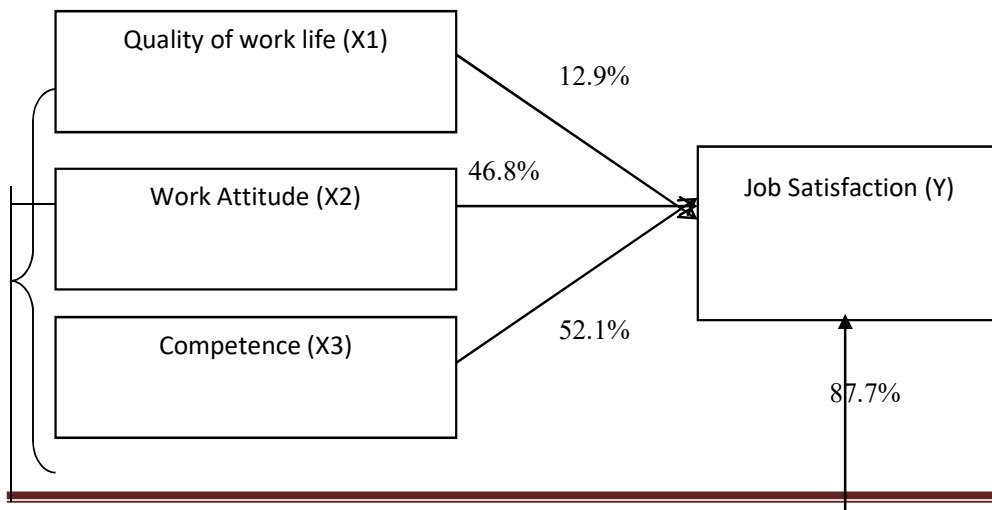 Quality of work life (X1)
12.9%
Work Attitude (X2)
46.8%
Job Satisfaction (Y)
Competence (X3)
52.1%
87.7%